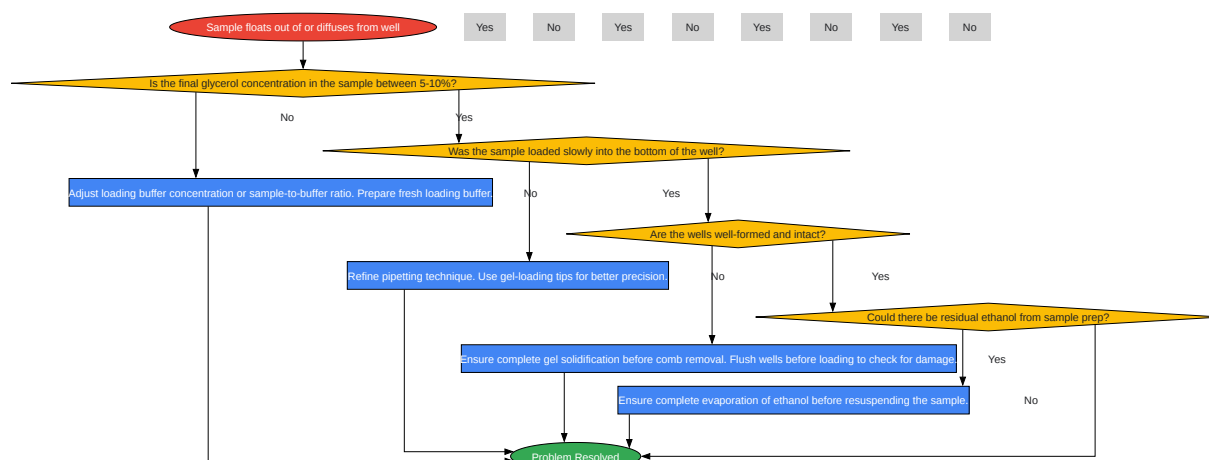 Sample floats out of or diffuses from well
Yes
No
Yes
No
Yes
No
Yes
No
Is the final glycerol concentration in the sample between 5-10%?
No
Yes
Was the sample loaded slowly into the bottom of the well?
Adjust loading buffer concentration or sample-to-buffer ratio. Prepare fresh loading buffer.
No
Yes
Are the wells well-formed and intact?
Refine pipetting technique. Use gel-loading tips for better precision.
No
Yes
Could there be residual ethanol from sample prep?
Ensure complete gel solidification before comb removal. Flush wells before loading to check for damage.
Yes
Ensure complete evaporation of ethanol before resuspending the sample.
No
Problem Resolved